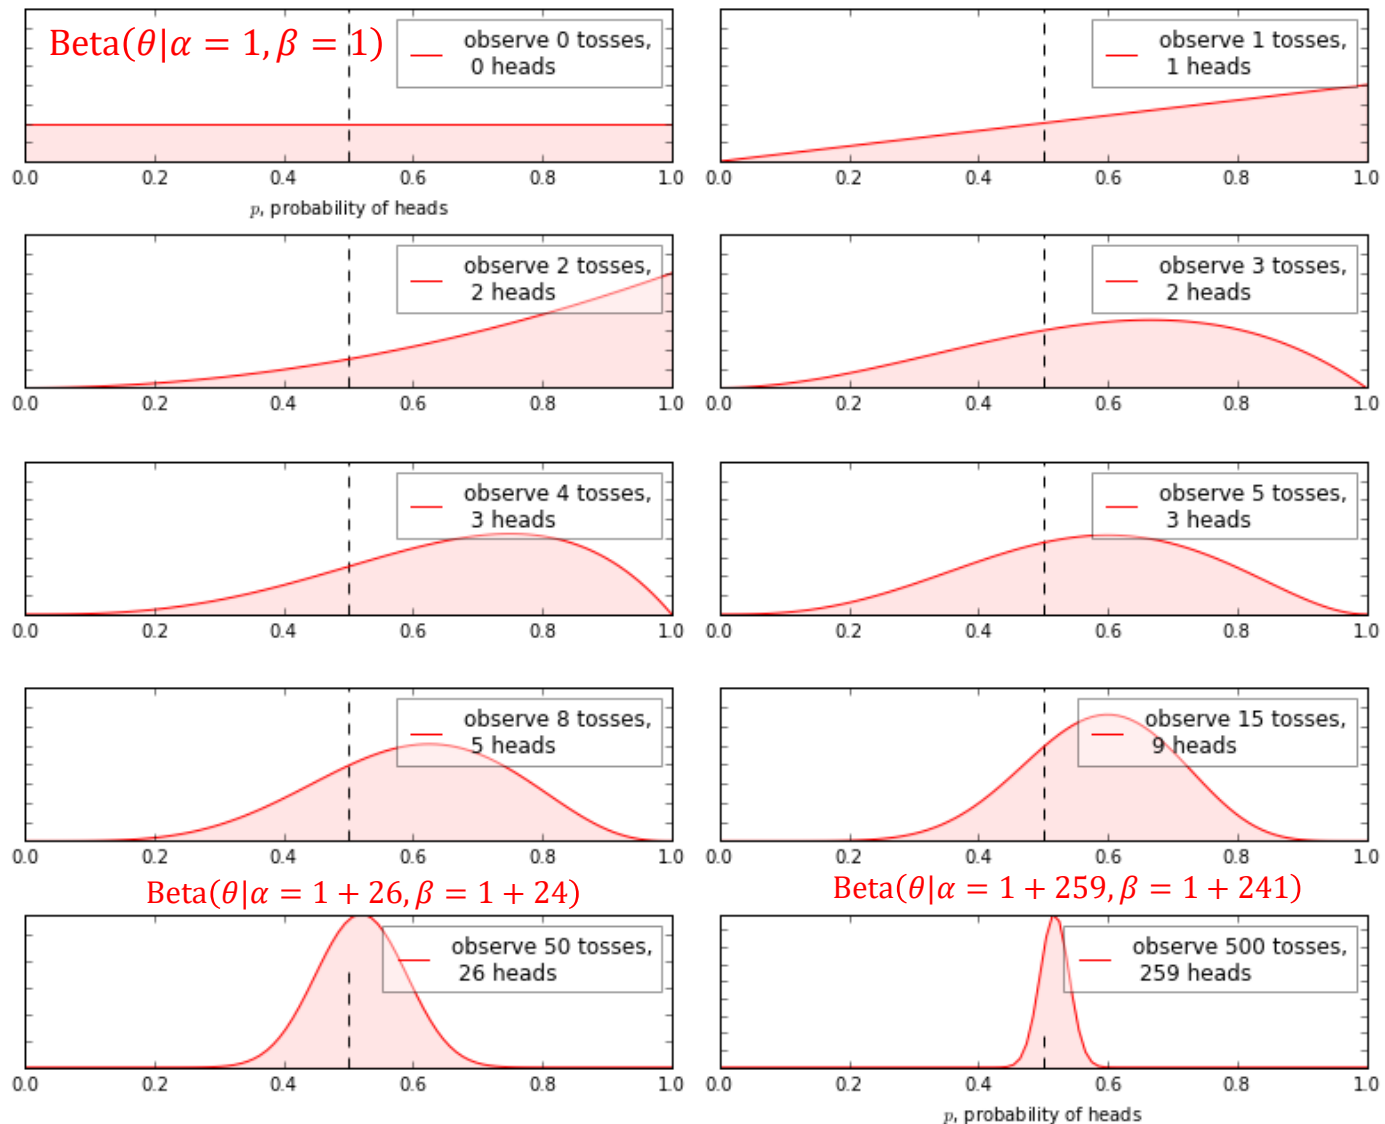 Beta(θ|α = 1, β = 1)
observe 0 tosses,
0 heads
0.0 0.2 0.4 0.6 0.8 1.0
p, probability of heads
observe 1 tosses,
1 heads
0.0 0.2 0.4 0.6 0.8 1.0
observe 2 tosses,
2 heads
0.0 0.2 0.4 0.6 0.8 1.0
observe 3 tosses,
2 heads
0.0 0.2 0.4 0.6 0.8 1.0
observe 4 tosses,
3 heads
0.0 0.2 0.4 0.6 0.8 1.0
observe 5 tosses,
3 heads
0.0 0.2 0.4 0.6 0.8 1.0
observe 8 tosses,
5 heads
0.0 0.2 0.4 0.6 0.8 1.0
observe 15 tosses,
9 heads
0.0 0.2 0.4 0.6 0.8 1.0
Beta(θ|α = 1 + 26, β = 1 + 24)
observe 50 tosses,
26 heads
0.0 0.2 0.4 0.6 0.8 1.0
Beta(θ|α = 1 + 259, β = 1 + 241)
observe 500 tosses,
259 heads
0.0 0.2 0.4 0.6 0.8 1.0
p, probability of heads